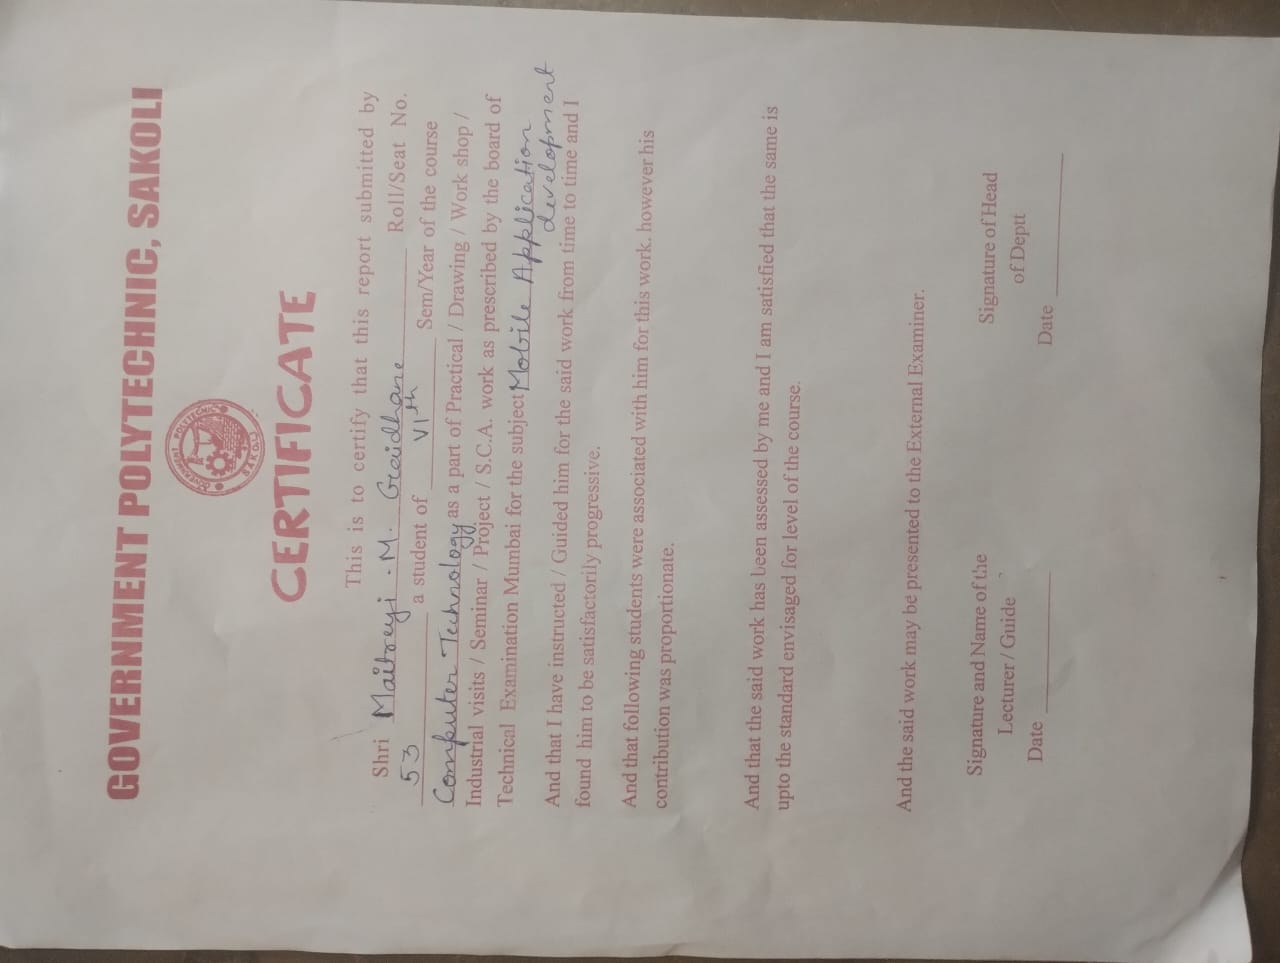 GOVERNMENT POLYTECHNIC, SAKOLI
GOVERNMENT POLYTECHNIC
SAKOLI
CERTIFICATE
This is to certify that this report submitted by
Shri Maitreyi . M. Gaidhane Roll/Seat No.
53 a student of VIth Sem/Year of the course
Computer Technology as a part of Practical / Drawing / Work shop /
Industrial visits / Seminar / Project / S.C.A. work as prescribed by the board of
Technical Examination Mumbai for the subject Mobile Application
development
And that I have instructed / Guided him for the said work from time to time and I
found him to be satisfactorily progressive.
And that following students were associated with him for this work. however his
contribution was proportionate.
And that the said work has been assessed by me and I am satisfied that the same is
upto the standard envisaged for level of the course.
And the said work may be presented to the External Examiner.
Signature and Name of the
Lecturer / Guide
Date
Signature of Head
of Deptt
Date